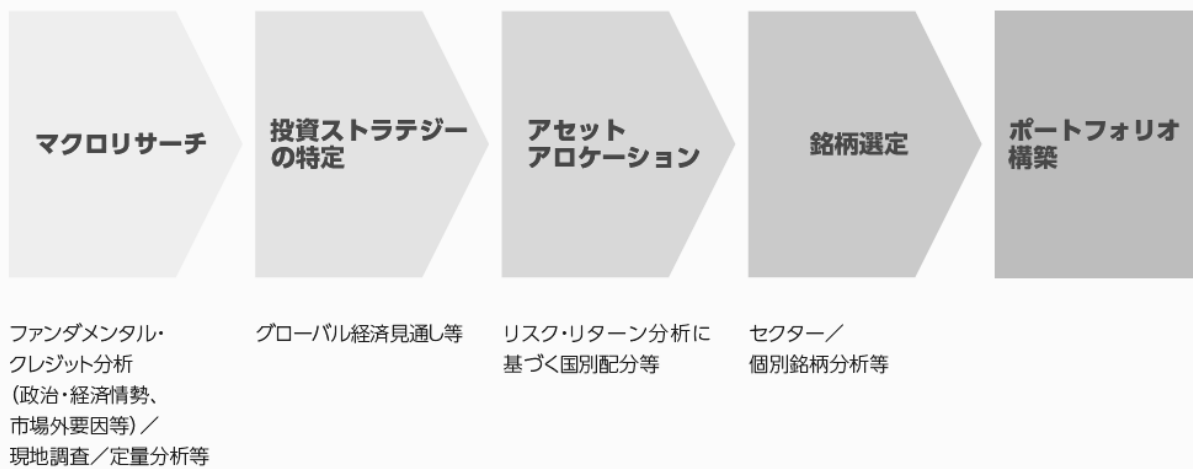 マクロリサーチ
投資ストラテジー
の特定
アセット
アロケーション
銘柄選定
ポートフォリオ
構築
ファンダメンタル・
クレジット分析
(政治・経済情勢、
市場外要因等)／
現地調査／定量分析等
グローバル経済見通し等
リスク・リターン分析に
基づく国別配分等
セクター／
個別銘柄分析等